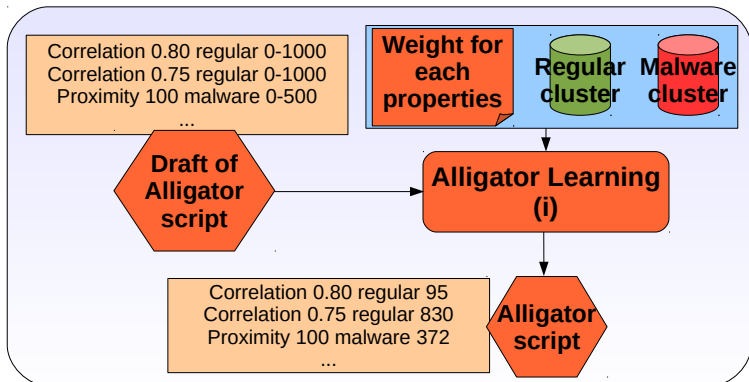 Correlation 0.80 regular 0-1000
Correlation 0.75 regular 0-1000
Proximity 100 malware 0-500
...
Weight for
each
properties
Regular
cluster
Malware
cluster
Draft of
Alligator
script
Alligator Learning
(i)
Correlation 0.80 regular 95
Correlation 0.75 regular 830
Proximity 100 malware 372
...
Alligator
script